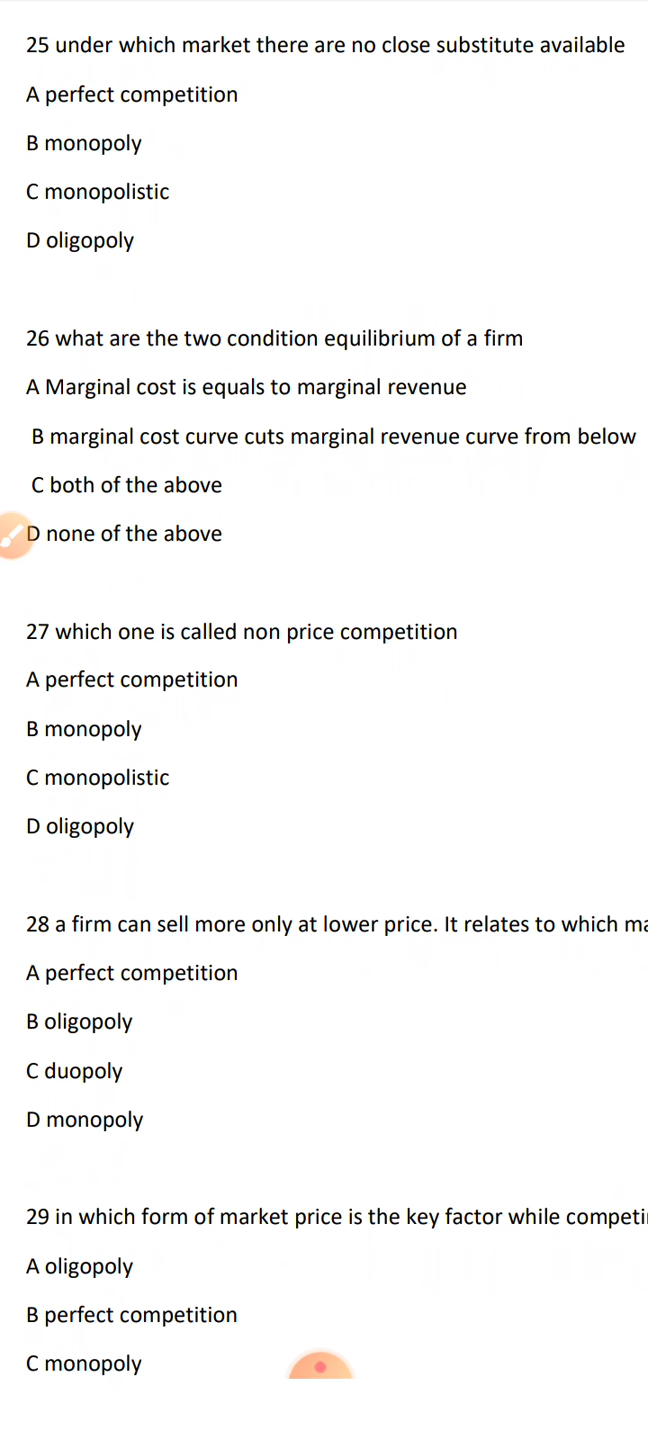 25 under which market there are no close substitute available
A perfect competition
B monopoly
C monopolistic
D oligopoly
26 what are the two condition equilibrium of a firm
A Marginal cost is equals to marginal revenue
B marginal cost curve cuts marginal revenue curve from below
C both of the above
D none of the above
27 which one is called non price competition
A perfect competition
B monopoly
C monopolistic
D oligopoly
28 a firm can sell more only at lower price. It relates to which
A perfect competition
B oligopoly
C duopoly
D monopoly
29 in which form of market price is the key factor while
A oligopoly
B perfect competition
C monopoly